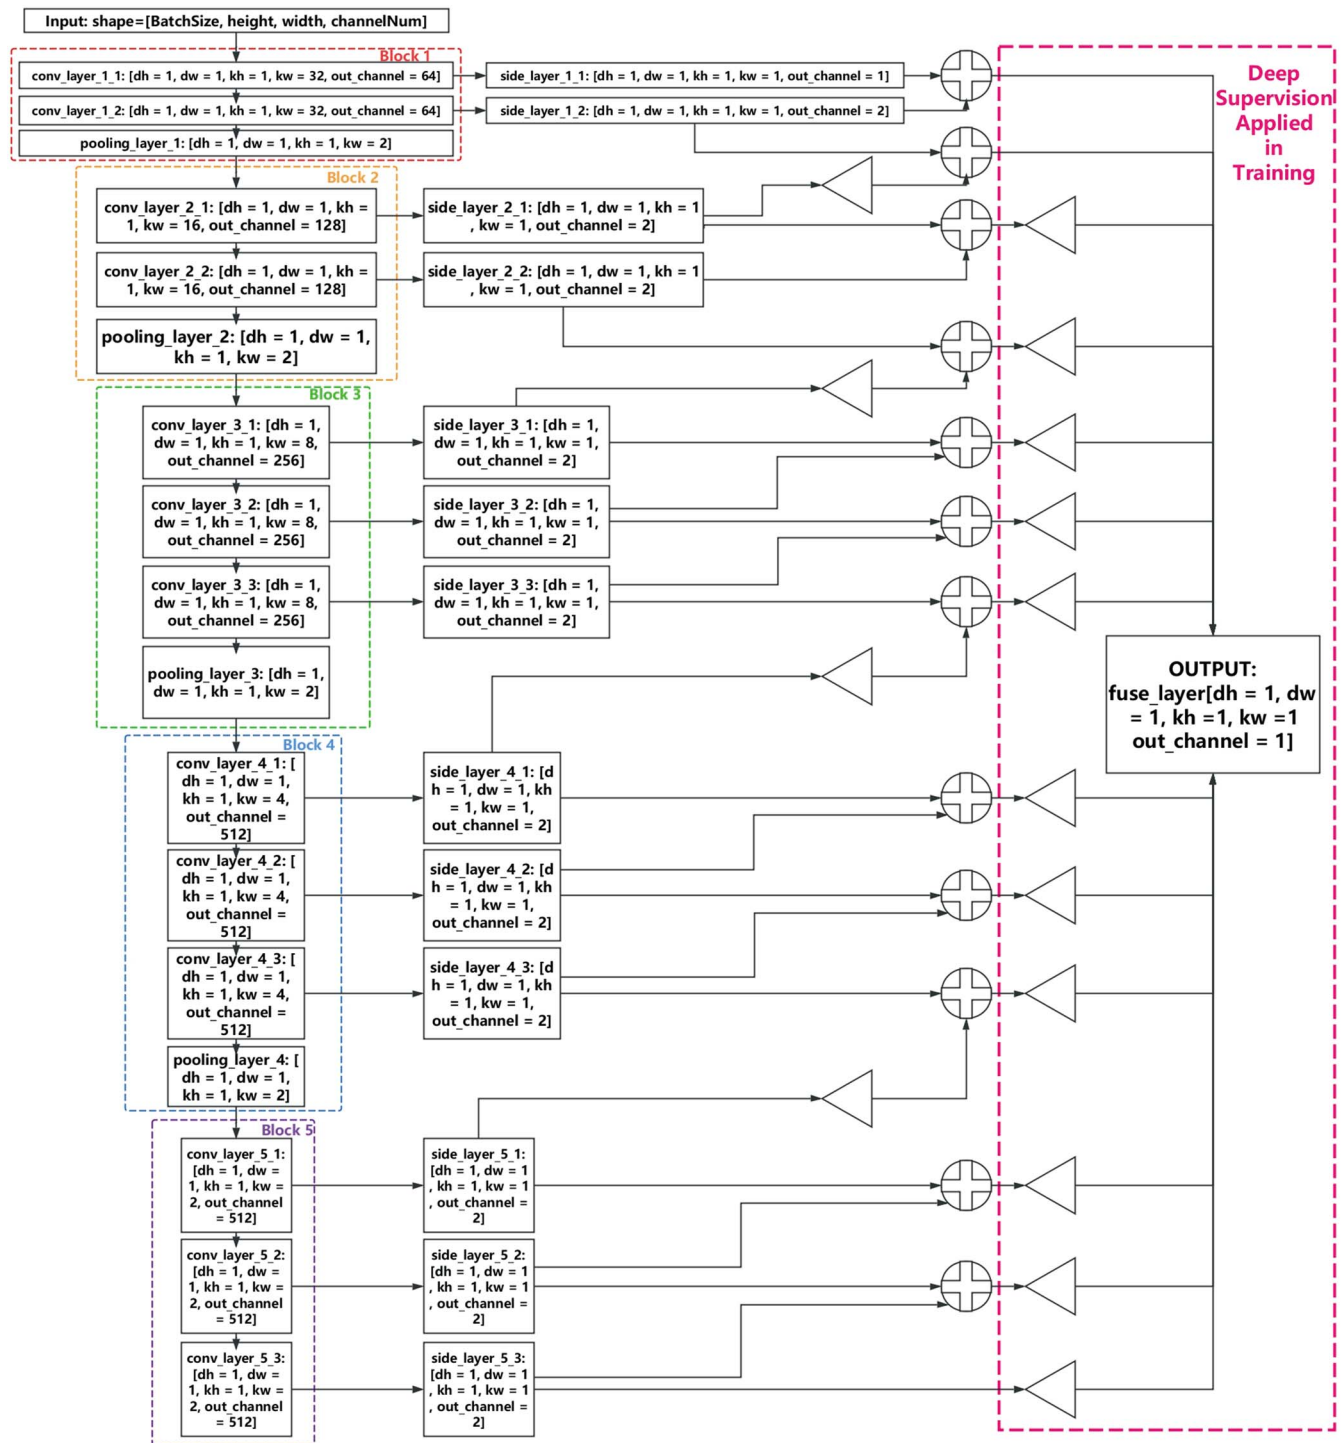 Input: shape=[BatchSize, height, width, channelNum]
Block 1
conv_layer_1_1: [dh = 1, dw = 1, kh = 1, kw = 32, out_channel = 64]
side_layer_1_1: [dh = 1, dw = 1, kh = 1, kw = 1, out_channel = 1]
conv_layer_1_2: [dh = 1, dw = 1, kh = 1, kw = 32, out_channel = 64]
side_layer_1_2: [dh = 1, dw = 1, kh = 1, kw = 1, out_channel = 2]
pooling_layer_1: [dh = 1, dw = 1, kh = 1, kw = 2]
Deep
Supervision
Applied
in
Training
Block 2
conv_layer_2_1: [dh = 1, dw = 1, kh =
1, kw = 16, out_channel = 128]
side_layer_2_1: [dh = 1, dw = 1, kh = 1
, kw = 1, out_channel = 2]
conv_layer_2_2: [dh = 1, dw = 1, kh =
1, kw = 16, out_channel = 128]
side_layer_2_2: [dh = 1, dw = 1, kh = 1
, kw = 1, out_channel = 2]
pooling_layer_2: [dh = 1, dw = 1,
kh = 1, kw = 2]
Block 3
conv_layer_3_1: [dh = 1,
dw = 1, kh = 1, kw = 8,
out_channel = 256]
side_layer_3_1: [dh = 1,
dw = 1, kh = 1, kw = 1,
out_channel = 2]
conv_layer_3_2: [dh = 1,
dw = 1, kh = 1, kw = 8,
out_channel = 256]
side_layer_3_2: [dh = 1,
dw = 1, kh = 1, kw = 1,
out_channel = 2]
conv_layer_3_3: [dh = 1,
dw = 1, kh = 1, kw = 8,
out_channel = 256]
side_layer_3_3: [dh = 1,
dw = 1, kh = 1, kw = 1,
out_channel = 2]
pooling_layer_3: [dh = 1,
dw = 1, kh = 1, kw = 2]
OUTPUT:
fuse_layer[dh = 1, dw
= 1, kh =1, kw =1
out_channel = 1]
Block 4
conv_layer_4_1: [
dh = 1, dw = 1,
kh = 1, kw = 4,
out_channel =
512]
side_layer_4_1: [d
h = 1, dw = 1, kh
= 1, kw = 1,
out_channel = 2]
conv_layer_4_2: [
dh = 1, dw = 1,
kh = 1, kw = 4,
out_channel =
512]
side_layer_4_2: [d
h = 1, dw = 1, kh
= 1, kw = 1,
out_channel = 2]
conv_layer_4_3: [
dh = 1, dw = 1,
kh = 1, kw = 4,
out_channel =
512]
side_layer_4_3: [d
h = 1, dw = 1, kh
= 1, kw = 1,
out_channel = 2]
pooling_layer_4: [
dh = 1, dw = 1,
kh = 1, kw = 2]
Block 5
conv_layer_5_1:
[dh = 1, dw =
1, kh = 1, kw =
2, out_channel
= 512]
side_layer_5_1:
[dh = 1, dw = 1
, kh = 1, kw = 1
, out_channel =
2]
conv_layer_5_2:
[dh = 1, dw =
1, kh = 1, kw =
2, out_channel
= 512]
side_layer_5_2:
[dh = 1, dw = 1
, kh = 1, kw = 1
, out_channel =
2]
conv_layer_5_3:
[dh = 1, dw =
1, kh = 1, kw =
2, out_channel
= 512]
side_layer_5_3:
[dh = 1, dw = 1
, kh = 1, kw = 1
, out_channel =
2]